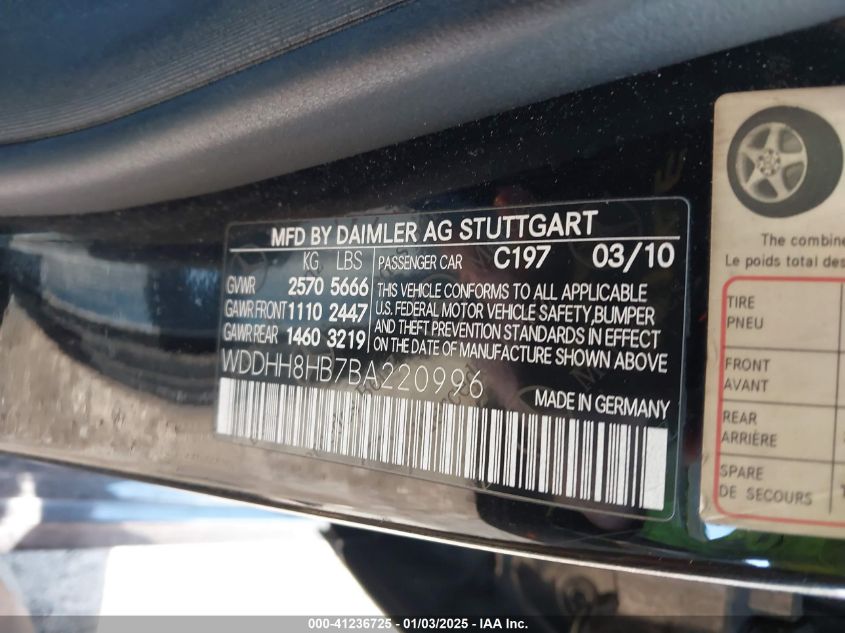 MFD BY DAIMLER AG STUTTGART
KG LBS PASSENGER CAR C197 03/10
GVWR 2570 5666 THIS VEHICLE CONFORMS TO ALL APPLICABLE
GAWR FRONT 1110 2447 U.S. FEDERAL MOTOR VEHICLE SAFETY, BUMPER
GAWR REAR 1460 3219 AND THEFT PREVENTION STANDARDS IN EFFECT
ON THE DATE OF MANUFACTURE SHOWN ABOVE
WDDHH8HB7BA220996
MADE IN GERMANY
The combine
Le poids total des
TIRE
PNEU
FRONT
AVANT
REAR
ARRIÈRE
SPARE
DE SECOURS
000-41236725 - 01/03/2025 - IAA Inc.